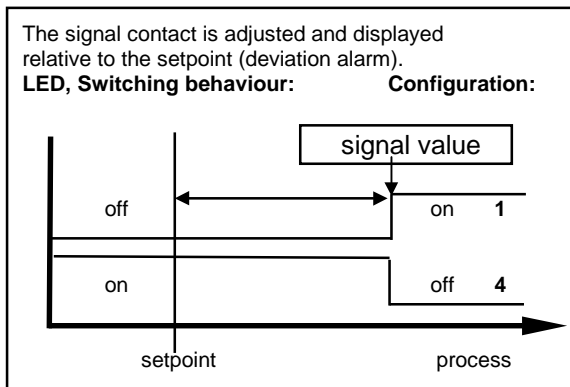 The signal contact is adjusted and displayed
relative to the setpoint (deviation alarm).
LED, Switching behaviour: Configuration:
signal value
off on 1
on off 4
setpoint process